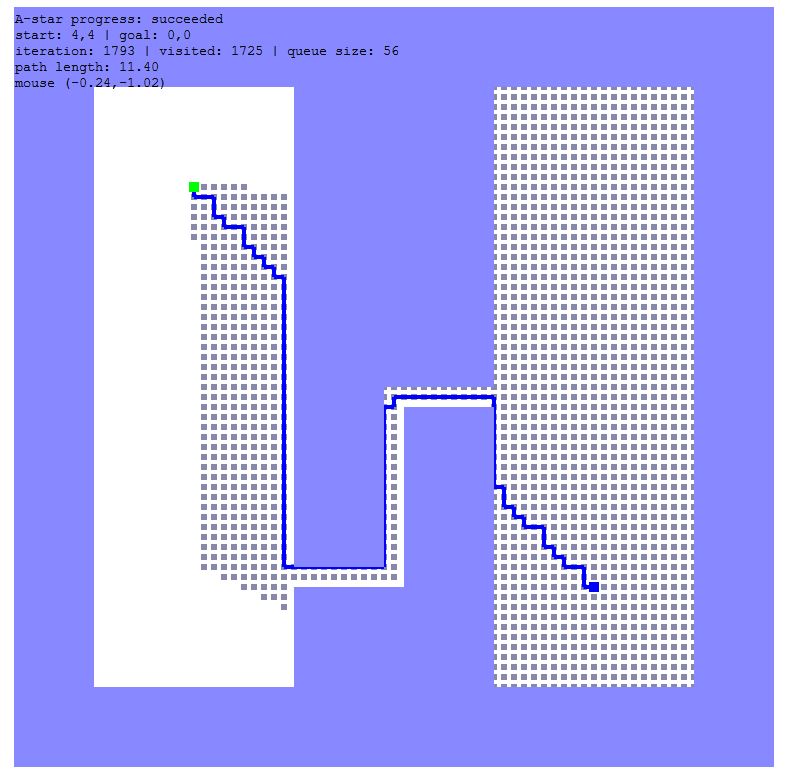 A-star progress: succeeded
start: 4,4 | goal: 0,0
iteration: 1793 | visited: 1725 | queue size: 56
path length: 11.40
mouse (-0.24,-1.02)